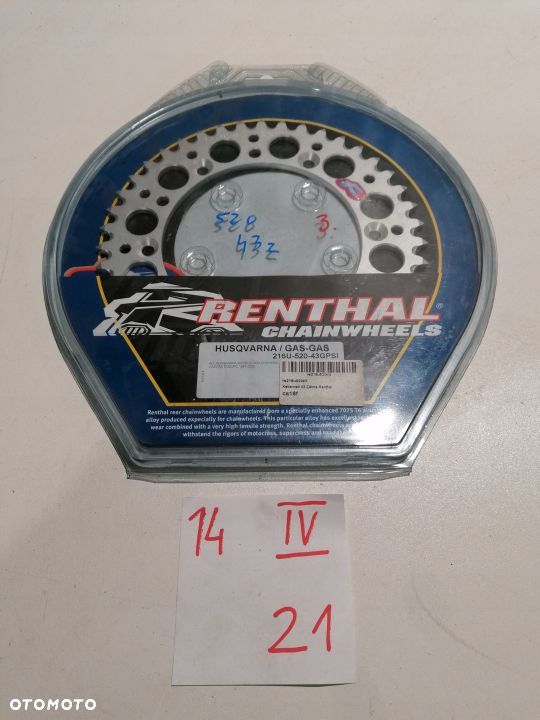 520
43z
3.
RENTHAL®
CHAINWHEELS
HUSQVARNA / GAS-GAS
216U-520-43GPSI
Renthal rear chainwheels are manufactured from a specially enhanced 7075 T6
alloy produced expecially for chainwheels. This particular alloy has excellent
wear combined with a very high tensile strength. Renthal chainwheels
withstand the rigors of motocross, supercross and
14 IV
21
OTOMOTO